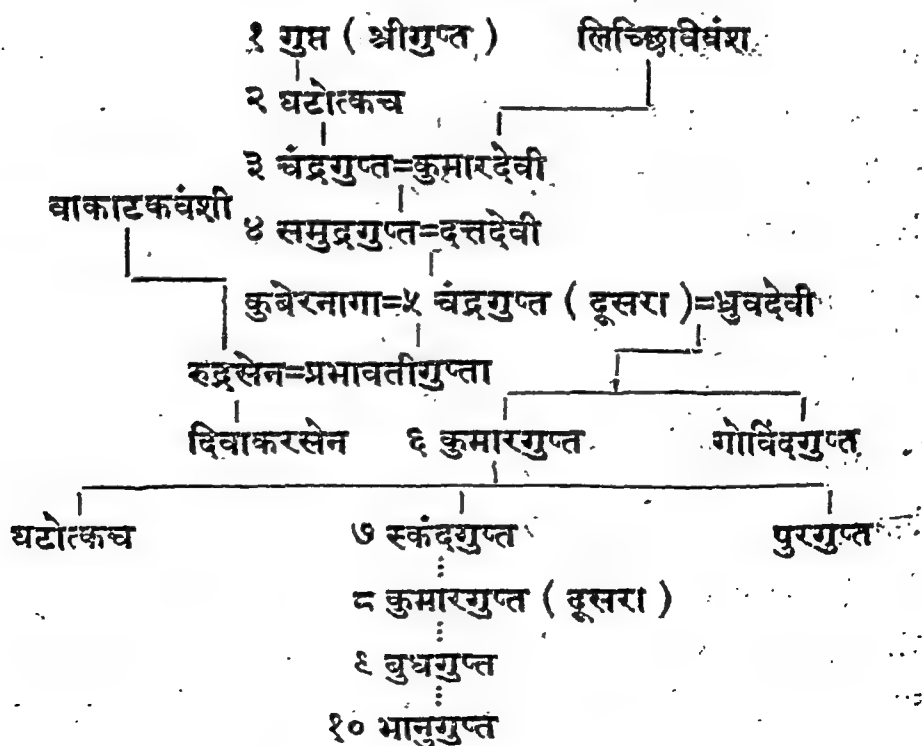 १ गुप्त ( श्रीगुप्त ) लिच्छिविवंश
२ घटोत्कच
३ चंद्रगुप्त=कुमारदेवी
वाकाटकवंशी
४ समुद्रगुप्त=दत्तदेवी
कुबेरनागा=५ चंद्रगुप्त ( दूसरा )=ध्रुवदेवी
रुद्रसेन=प्रभावतीगुप्ता
दिवाकरसेन ६ कुमारगुप्त गोविंदगुप्त
घटोत्कच ७ स्कंदगुप्त पुरगुप्त
८ कुमारगुप्त ( दूसरा )
९ बुधगुप्त
१० भानुगुप्त